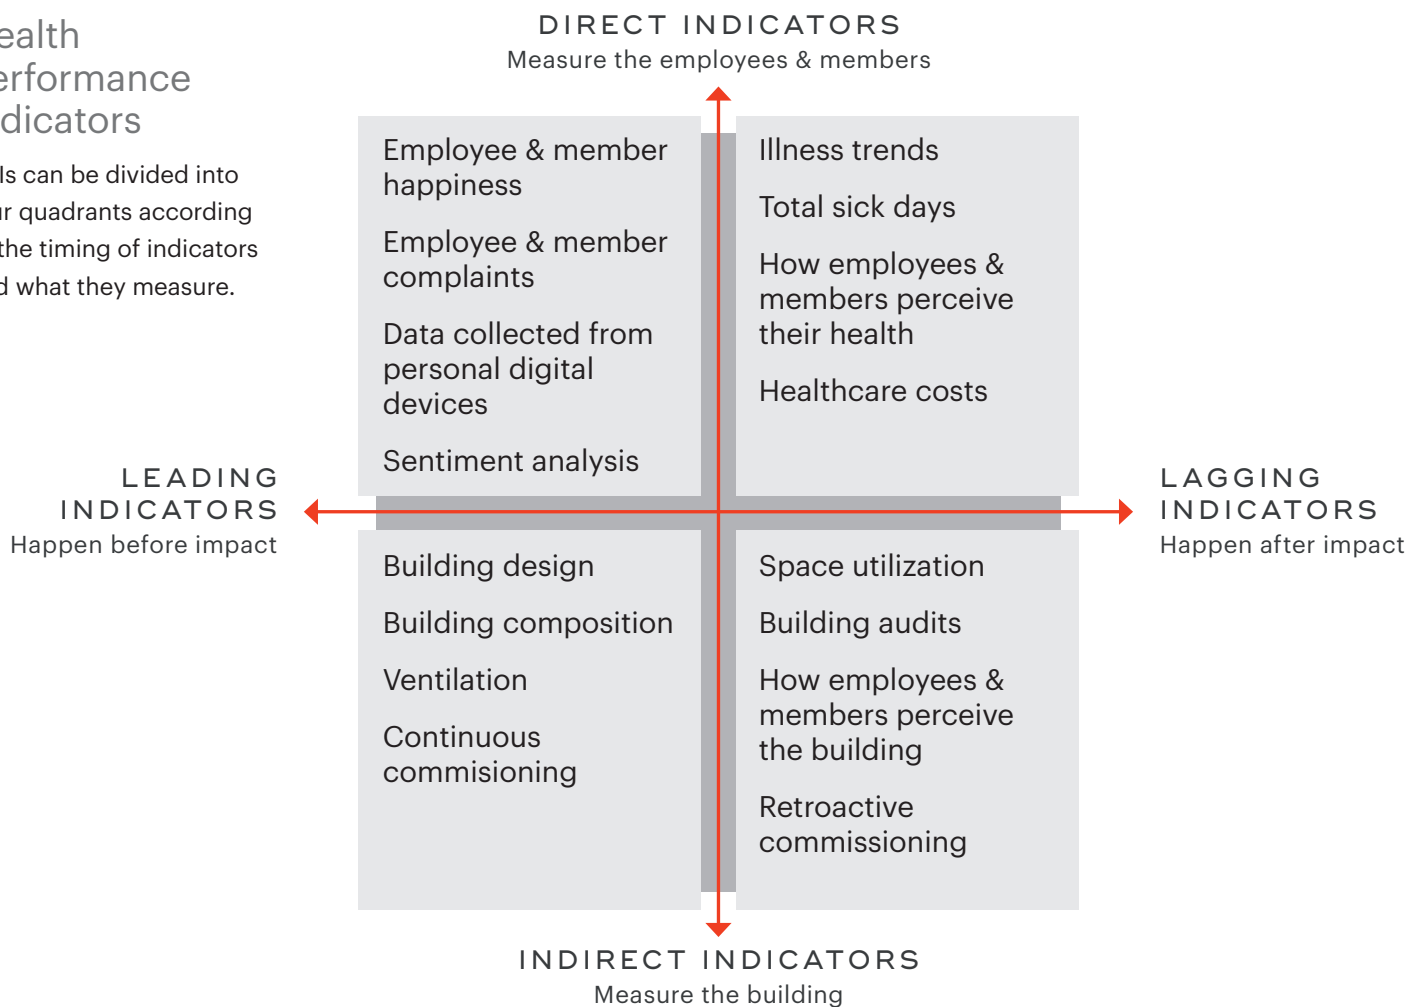 ealth
erformance
dicators
Is can be divided into
ur quadrants according
the timing of indicators
d what they measure.
DIRECT INDICATORS
Measure the employees & members
Employee & member
happiness
Employee & member
complaints
Data collected from
personal digital
devices
Sentiment analysis
Illness trends
Total sick days
How employees &
members perceive
their health
Healthcare costs
LEADING
INDICATORS
Happen before impact
LAGGING
INDICATORS
Happen after impact
Building design
Building composition
Ventilation
Continuous
commisioning
Space utilization
Building audits
How employees &
members perceive
the building
Retroactive
commissioning
INDIRECT INDICATORS
Measure the building